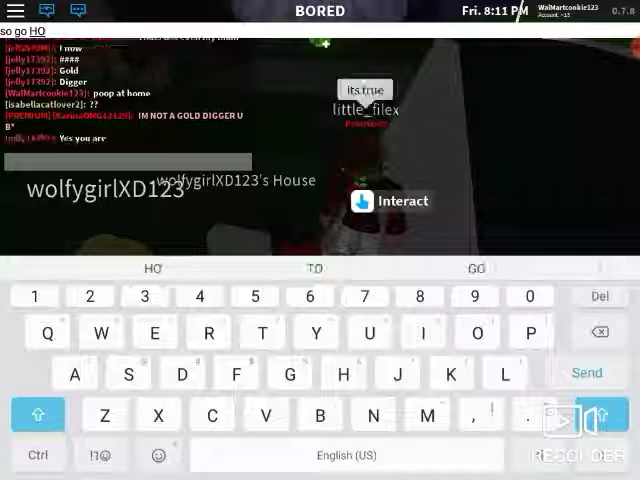 BORED
Fri. 8:11 PM
WalMartcookie123
Account: <13
0.7.8
so go HO
[jelly17392]: ####
[jelly17392]: Gold
[jelly17392]: Digger
[WalMartcookie123]: poop at home
[isabellacatlover2]: ??
IM NOT A GOLD DIGGER U
B*
Yes you are
Its true
little_filex
wolfygirlXD123's House
wolfygirlXD123
Interact
HO TO GO
1 2 3 4 5 6 7 8 9 0 Del
Q W E R T Y U I O P
A S D F G H J K L Send
Z X C V B N M , ! .
Ctrl !?☺ English (US)
RECORDER